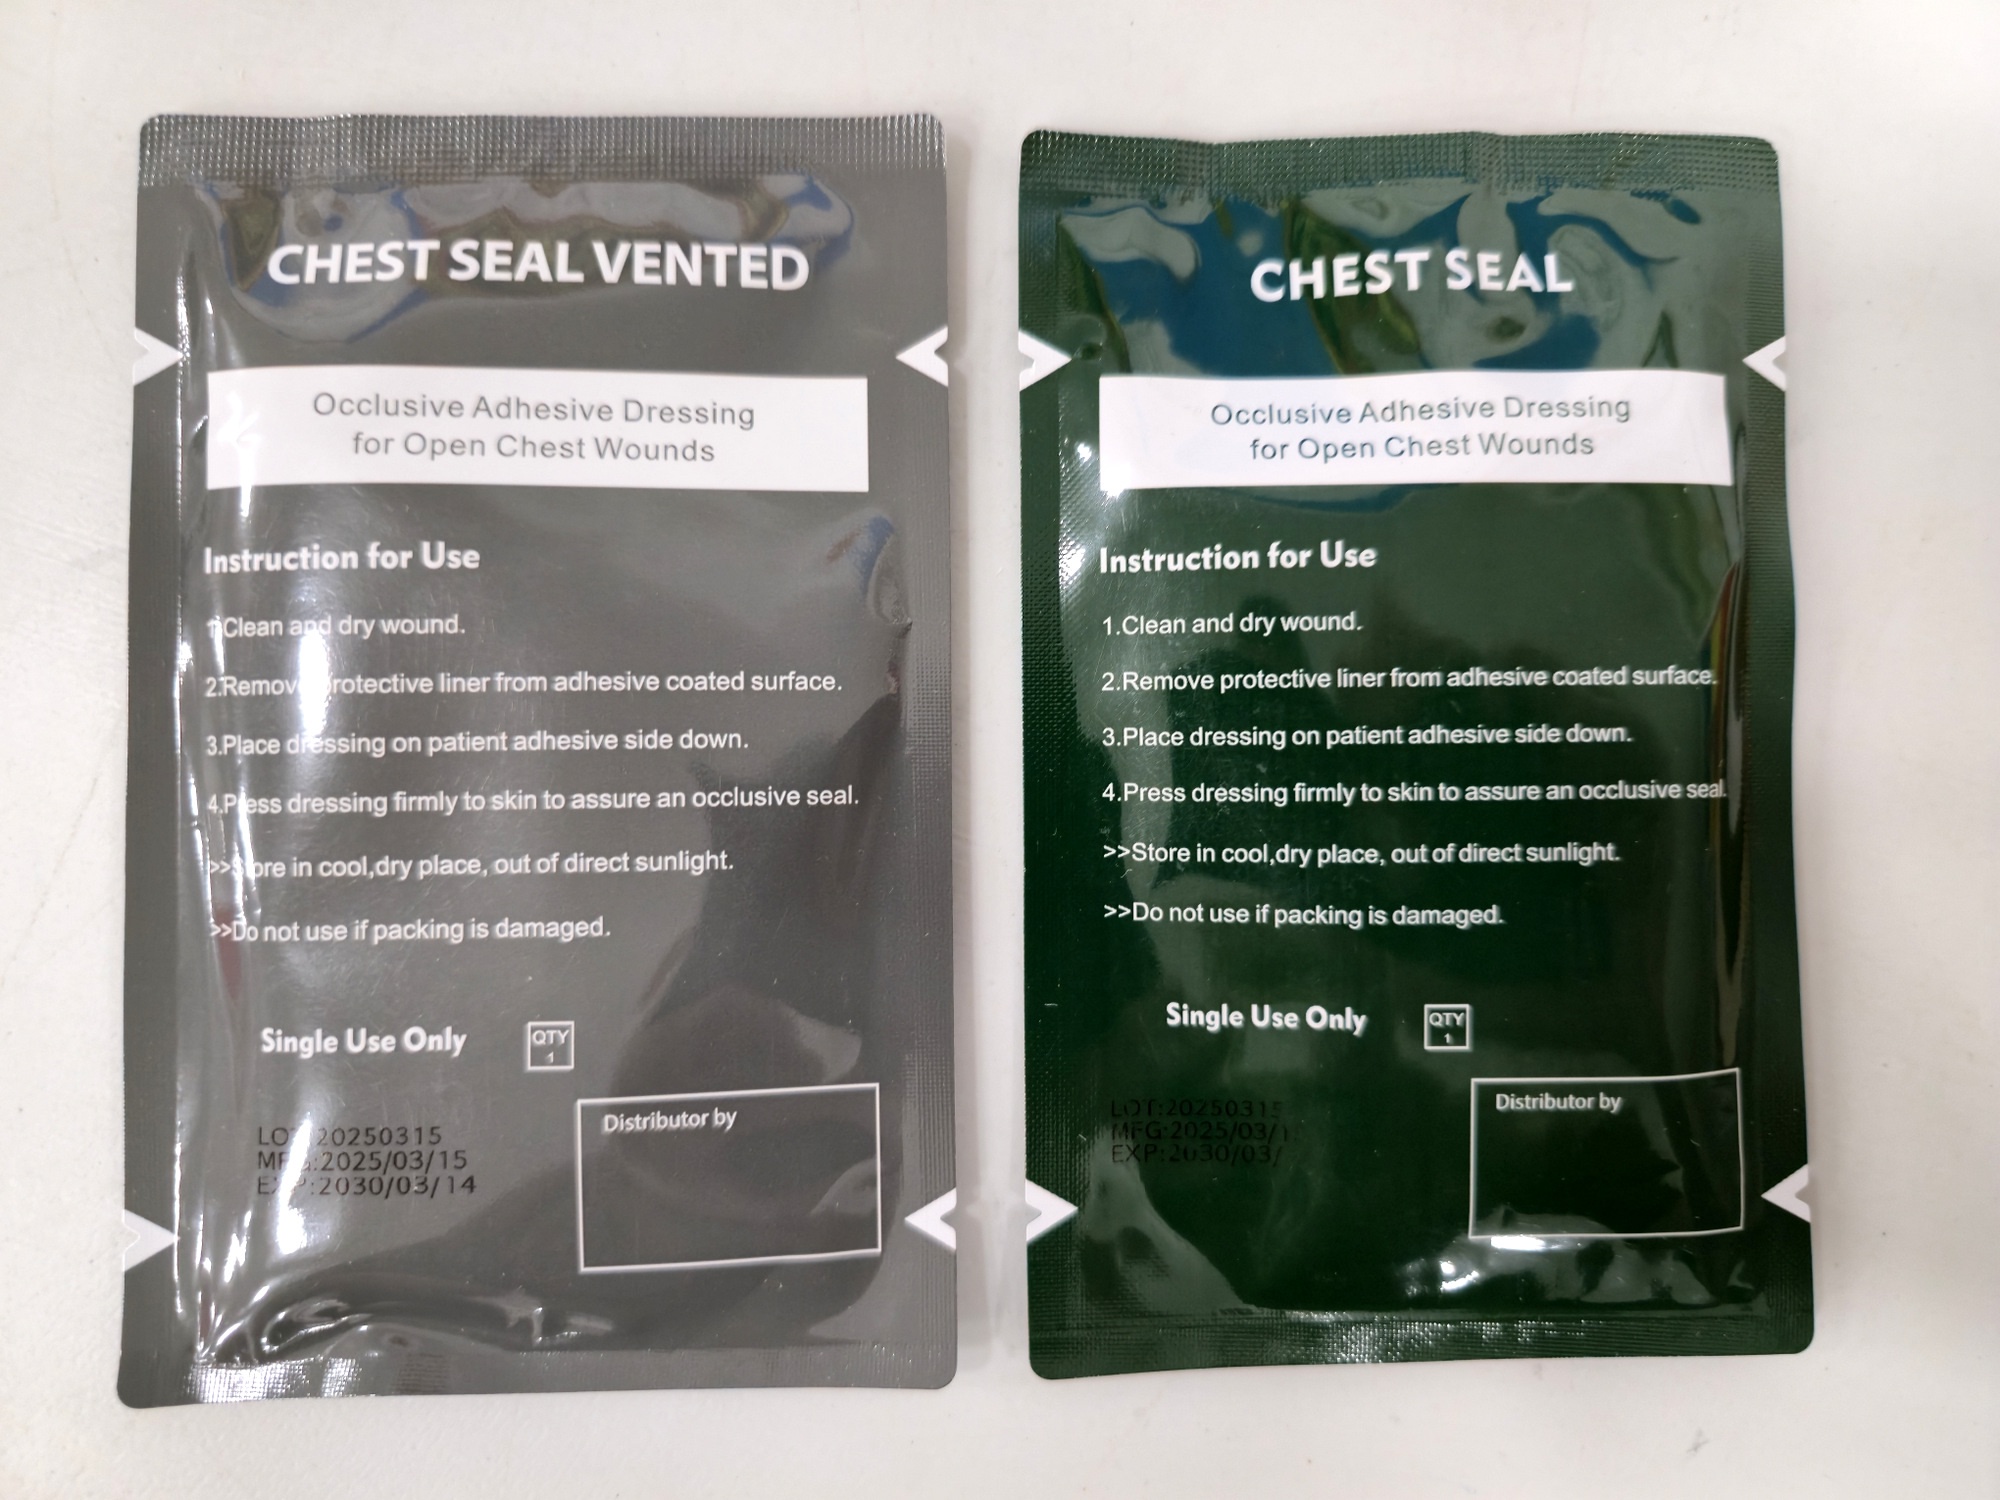 CHEST SEAL VENTED
Occlusive Adhesive Dressing
for Open Chest Wounds
Instruction for Use
1.Clean and dry wound.
2.Remove protective liner from adhesive coated surface.
3.Place dressing on patient adhesive side down.
4.Press dressing firmly to skin to assure an occlusive seal.
>>Store in cool,dry place, out of direct sunlight.
>>Do not use if packing is damaged.
Single Use Only
QTY
1
LOT:20250315
MFG:2025/03/15
EXP:2030/03/14
Distributor by
CHEST SEAL
Occlusive Adhesive Dressing
for Open Chest Wounds
Instruction for Use
1.Clean and dry wound.
2.Remove protective liner from adhesive coated surface.
3.Place dressing on patient adhesive side down.
4.Press dressing firmly to skin to assure an occlusive seal.
>>Store in cool,dry place, out of direct sunlight.
>>Do not use if packing is damaged.
Single Use Only
QTY
1
LOT:20250315
MFG:2025/03/1
EXP:2030/03/
Distributor by